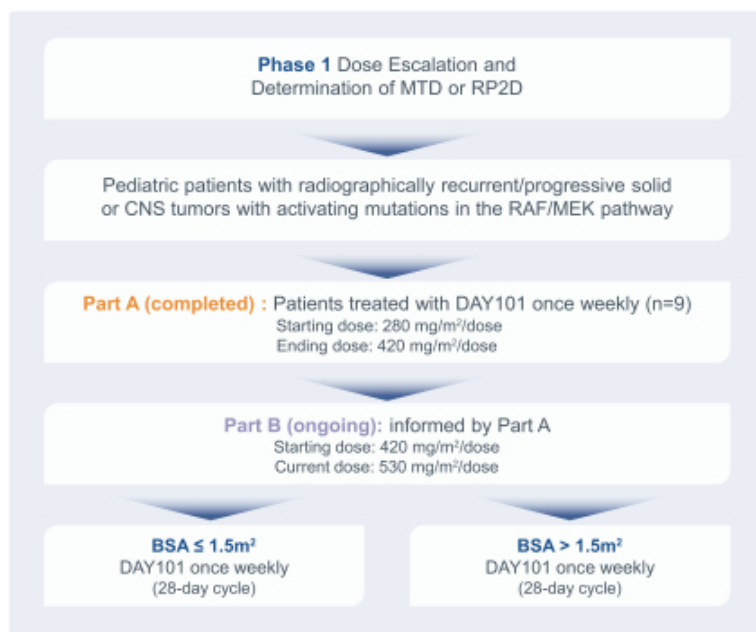 Phase 1 Dose Escalation and
Determination of MTD or RP2D
Pediatric patients with radiographically recurrent/progressive solid
or CNS tumors with activating mutations in the RAF/MEK pathway
Part A (completed) : Patients treated with DAY101 once weekly (n=9)
Starting dose: 280 mg/m²/dose
Ending dose: 420 mg/m²/dose
Part B (ongoing): informed by Part A
Starting dose: 420 mg/m²/dose
Current dose: 530 mg/m²/dose
BSA ≤ 1.5m²
DAY101 once weekly
(28-day cycle)
BSA > 1.5m²
DAY101 once weekly
(28-day cycle)